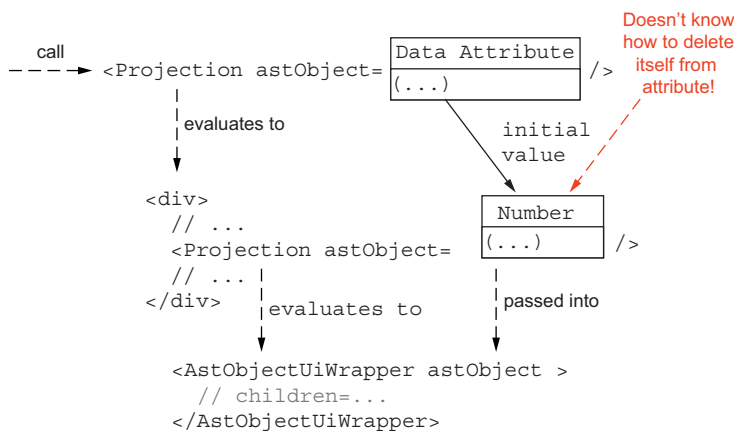 Doesn't know
how to delete
itself from
attribute!
call
<Projection astObject=
Data Attribute
(...)
/>
evaluates to
initial
value
<div>
// ...
<Projection astObject=
Number
(...)
/>
// ...
</div>
evaluates to
passed into
<AstObjectUiWrapper astObject >
// children=...
</AstObjectUiWrapper>